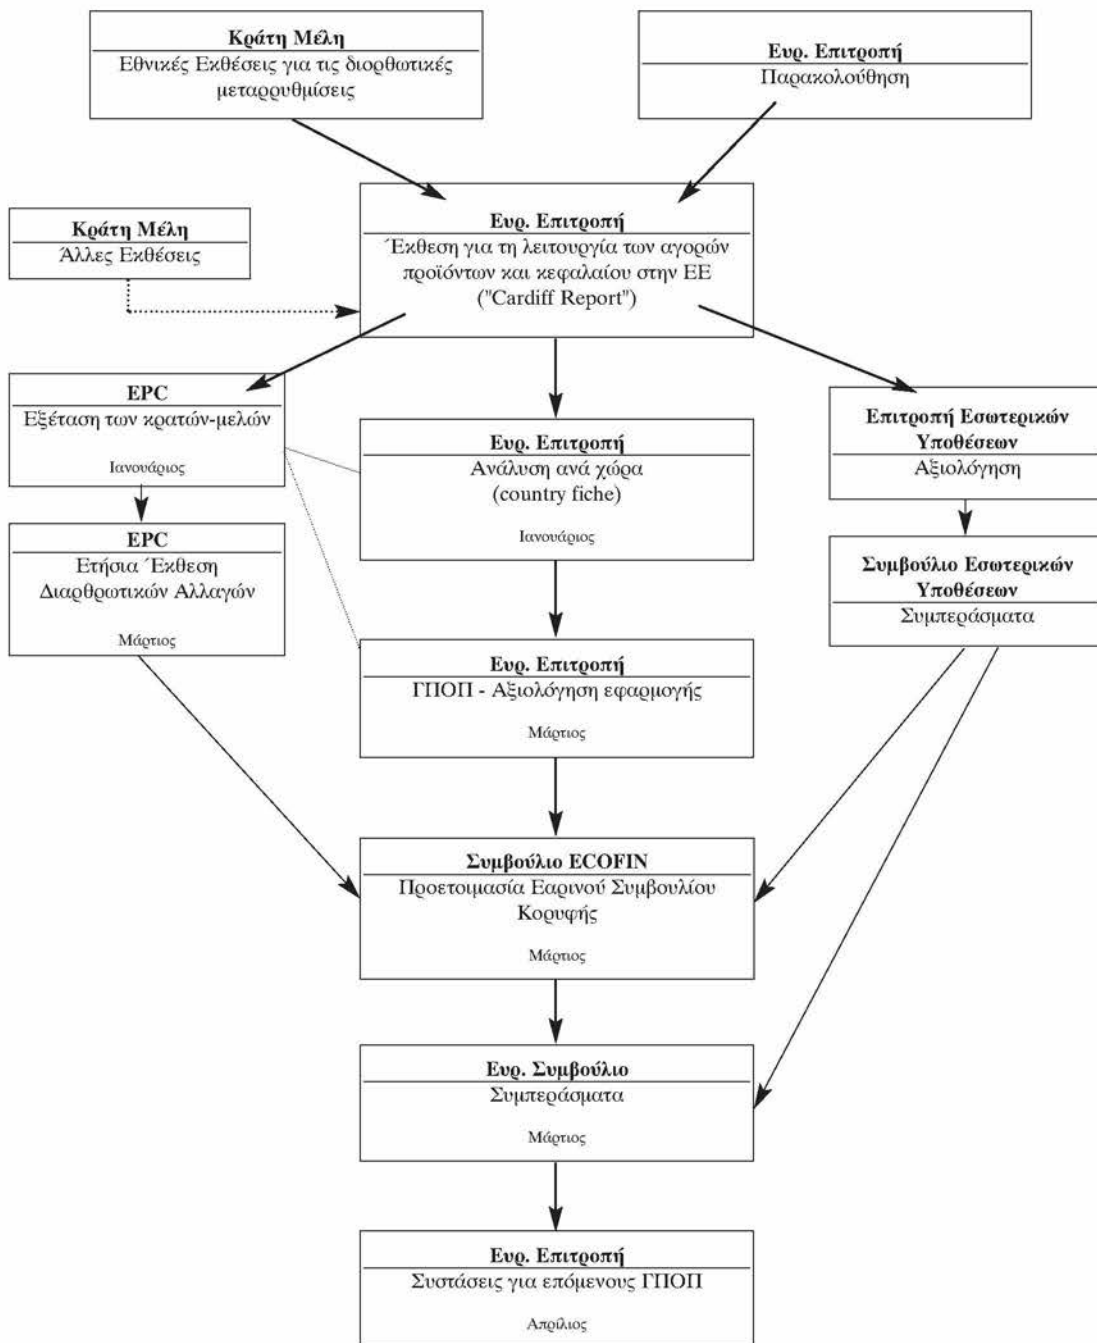 Κράτη Μέλη
Εθνικές Εκθέσεις για τις διορθωτικές
μεταρρυθμίσεις
Ευρ. Επιτροπή
Παρακολούθηση
Κράτη Μέλη
Άλλες Εκθέσεις
Ευρ. Επιτροπή
Έκθεση για τη λειτουργία των αγορών
προϊόντων και κεφαλαίου στην ΕΕ
("Cardiff Report")
EPC
Εξέταση των κρατών-μελών
Ιανουάριος
Ευρ. Επιτροπή
Ανάλυση ανά χώρα
(country fiche)
Ιανουάριος
Επιτροπή Εσωτερικών
Υποθέσεων
Αξιολόγηση
EPC
Ετήσια Έκθεση
Διαρθρωτικών Αλλαγών
Μάρτιος
Συμβούλιο Εσωτερικών
Υποθέσεων
Συμπεράσματα
Ευρ. Επιτροπή
ΓΠΟΠ - Αξιολόγηση εφαρμογής
Μάρτιος
Συμβούλιο ECOFIN
Προετοιμασία Εαρινού Συμβουλίου
Κορυφής
Μάρτιος
Ευρ. Συμβούλιο
Συμπεράσματα
Μάρτιος
Ευρ. Επιτροπή
Συστάσεις για επόμενους ΓΠΟΠ
Απρίλιος